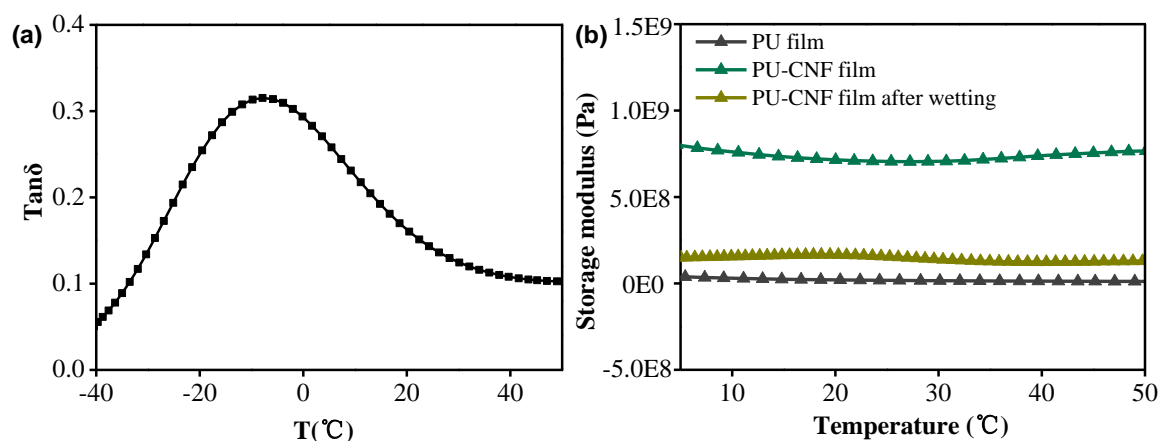 (a)
0.4
0.3
0.2
0.1
0.0
Tanδ
-40
-20
0
20
40
T(℃)
(b)
1.5E9
1.0E9
5.0E8
0E0
-5.0E8
Storage modulus (Pa)
PU film
PU-CNF film
PU-CNF film after wetting
10
20
30
40
50
Temperature (℃)